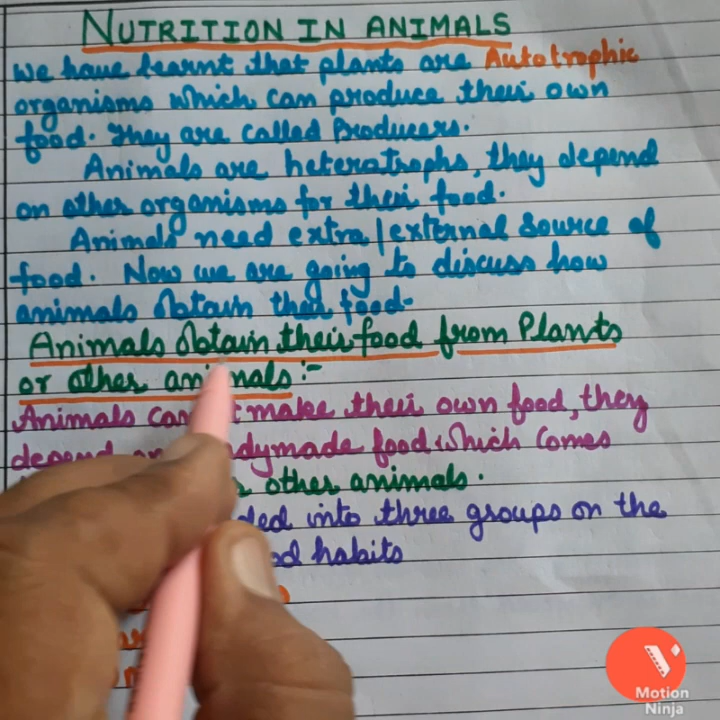 NUTRITION IN ANIMALS
We have learnt that plants are Autotrophic
organisms which can produce their own
food. They are called Producers.
Animals are heteratrophs, they depend
on other organisms for their food.
Animals need extra/external source of
food. Now we are going to discuss how
animals obtain their food-
Animals obtain their food from Plants
or other animals:-
Animals make their own food, they
depend food which comes
other animals.
into three groups on the
habits
Motion
Ninja